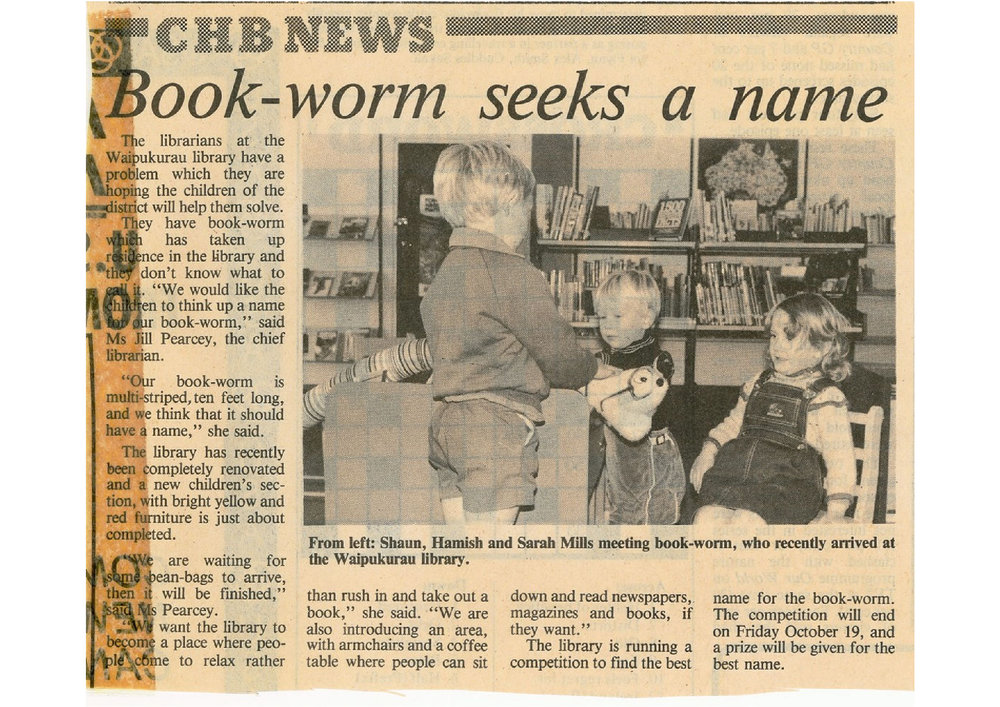 CHB NEWS
Book-worm seeks a name
The librarians at the
Waipukurau library have a
problem which they are
hoping the children of the
district will help them solve.
They have book-worm
which has taken up
residence in the library and
they don't know what to
call it. "We would like the
children to think up a name
for our book-worm," said
Ms Jill Pearcey, the chief
librarian.
"Our book-worm is
multi-striped, ten feet long,
and we think that it should
have a name," she said.
The library has recently
been completely renovated
and a new children's sec-
tion, with bright yellow and
red furniture is just about
completed.
"We are waiting for
some bean-bags to arrive,
then it will be finished,"
said Ms Pearcey.
"We want the library to
become a place where peo-
ple come to relax rather
From left: Shaun, Hamish and Sarah Mills meeting book-worm, who recently arrived at
the Waipukurau library.
than rush in and take out a
book," she said. "We are
also introducing an area,
with armchairs and a coffee
table where people can sit
down and read newspapers,
magazines and books, if
they want."
The library is running a
competition to find the best
name for the book-worm.
The competition will end
on Friday October 19, and
a prize will be given for the
best name.